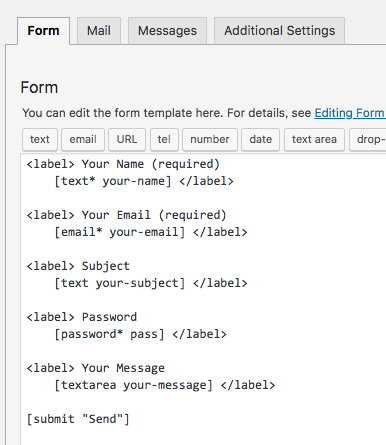 Form
Mail
Messages
Additional Settings
Form
You can edit the form template here. For details, see Editing Form
text
email
URL
tel
number
date
text area
drop-
<label> Your Name (required)
[text* your-name] </label>
<label> Your Email (required)
[email* your-email] </label>
<label> Subject
[text your-subject] </label>
<label> Password
[password* pass] </label>
<label> Your Message
[textarea your-message] </label>
[submit "Send"]